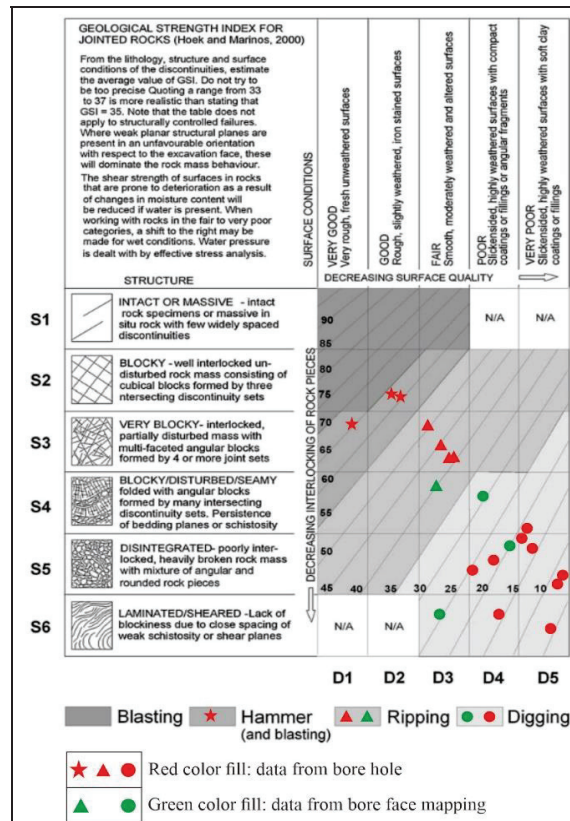 GEOLOGICAL STRENGTH INDEX FOR
JOINTED ROCKS (Hoek and Marinos, 2000)
From the lithology, structure and surface
conditions of the discontinuities, estimate
the average value of GSI. Do not try to
be too precise Quoting a range from 33
to 37 is more realistic than stating that
GSI = 35. Note that the table does not
apply to structurally controlled failures.
Where weak planar structural planes are
present in an unfavourable orientation
with respect to the excavation face, these
will dominate the rock mass behaviour.
The shear strength of surfaces in rocks
that are prone to deterioration as a result
of changes in moisture content will
be reduced if water is present. When
working with rocks in the fair to very poor
categories, a shift to the right may be
made for wet conditions. Water pressure
is dealt with by effective stress analysis.
STRUCTURE
SURFACE CONDITIONS
VERY GOOD
Very rough, fresh unweathered surfaces
GOOD
Rough, slightly weathered, iron stained surfaces
FAIR
Smooth, moderately weathered and altered surfaces
POOR
Slickensided, highly weathered surfaces with compact
coatings or fillings or angular fragments
VERY POOR
Slickensided, highly weathered surfaces with soft clay
coatings or fillings
DECREASING SURFACE QUALITY
DECREASING INTERLOCKING OF ROCK PIECES
S1
INTACT OR MASSIVE - intact
rock specimens or massive in
situ rock with few widely spaced
discontinuities
90
85
N/A
N/A
S2
BLOCKY - well interlocked un-
disturbed rock mass consisting of
cubical blocks formed by three
ntersecting discontinuity sets
80
75
S3
VERY BLOCKY- interlocked,
partially disturbed mass with
multi-faceted angular blocks
formed by 4 or more joint sets
70
65
S4
BLOCKY/DISTURBED/SEAMY
folded with angular blocks
formed by many intersecting
discontinuity sets. Persistence
of bedding planes or schistosity
60
55
S5
DISINTEGRATED- poorly inter-
locked, heavily broken rock mass
with mixture of angular and
rounded rock pieces
50
45
40
35
30
25
20
15
10
S6
LAMINATED/SHEARED - Lack of
blockiness due to close spacing of
weak schistosity or shear planes
N/A
N/A
D1 D2 D3 D4 D5
Blasting
Hammer
(and blasting)
Ripping
Digging
Red color fill: data from bore hole
Green color fill: data from bore face mapping